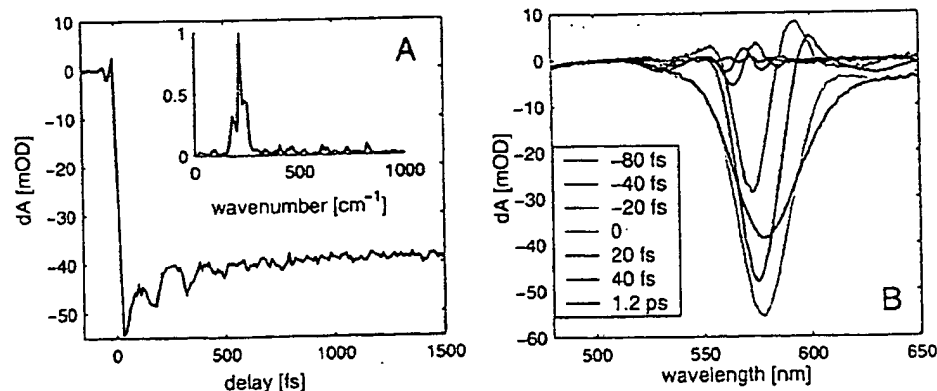 10
0
-10
-20
-30
-40
-50
dA [mOD]
0
500
1000
1500
delay [fs]
A
1
0.5
0
0
500
1000
wavenumber [cm⁻¹]
10
0
-10
-20
-30
-40
-50
-60
dA [mOD]
500
550
600
650
wavelength [nm]
B
-80 fs
-40 fs
-20 fs
0
20 fs
40 fs
1.2 ps